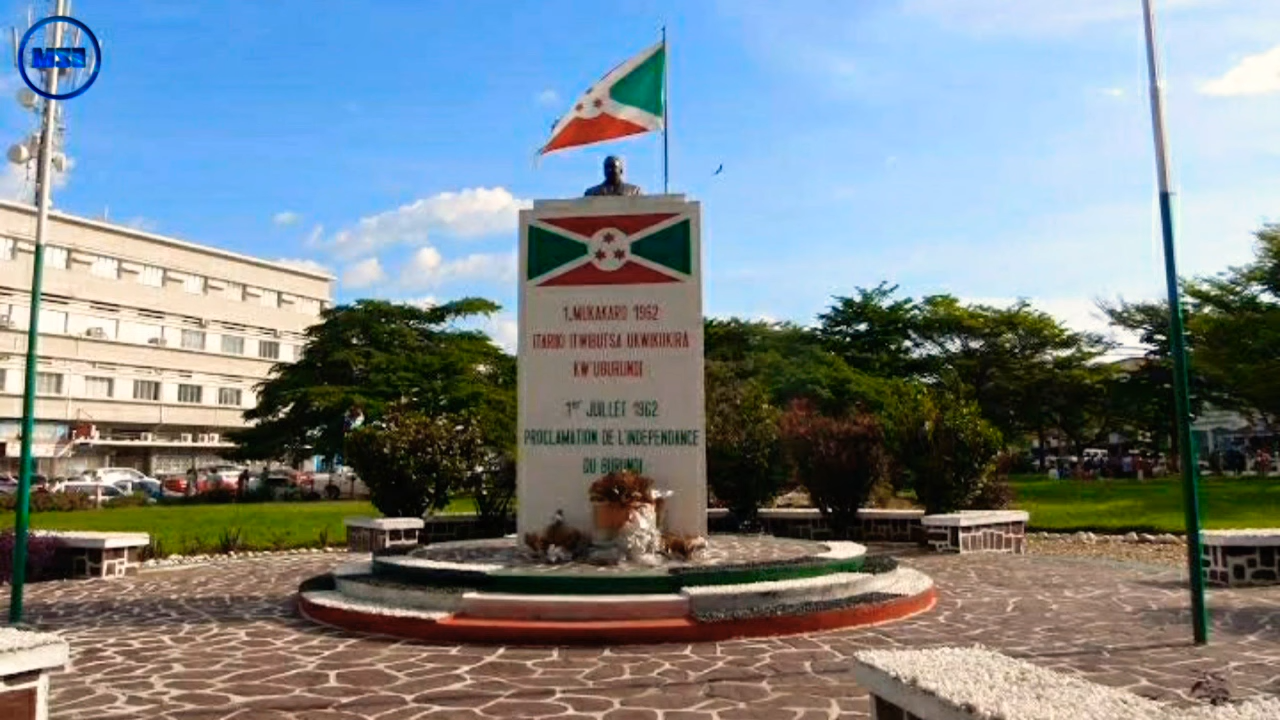 1.MUKAKARO 1962
ITARIKI ITWIBUTSA UKWIKUKIRA
KW'UBURUNDI
1er JUILLET 1962
PROCLAMATION DE L'INDEPENDANCE
DU BURUNDI